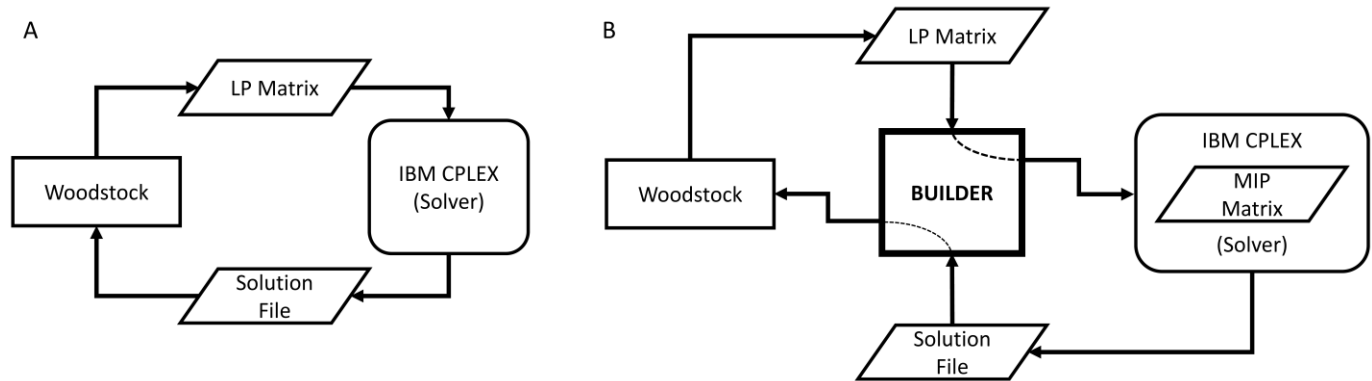 A
LP Matrix
IBM CPLEX
(Solver)
Woodstock
Solution
File
B
LP Matrix
IBM CPLEX
MIP
Matrix
(Solver)
BUILDER
Woodstock
Solution
File